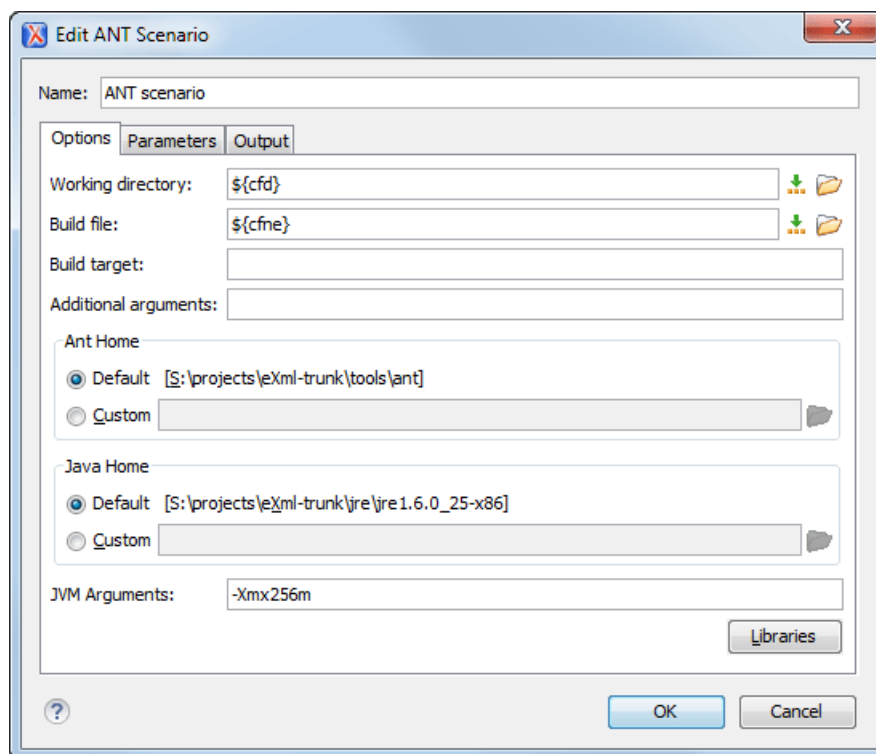 Edit ANT Scenario
Name: ANT scenario
Options Parameters Output
Working directory: ${cfd}
Build file: ${cfne}
Build target:
Additional arguments:
Ant Home
Default [S:\projects\eXml-trunk\tools\ant]
Custom
Java Home
Default [S:\projects\eXml-trunk\jre\jre1.6.0_25-x86]
Custom
JVM Arguments: -Xmx256m
Libraries
? OK Cancel